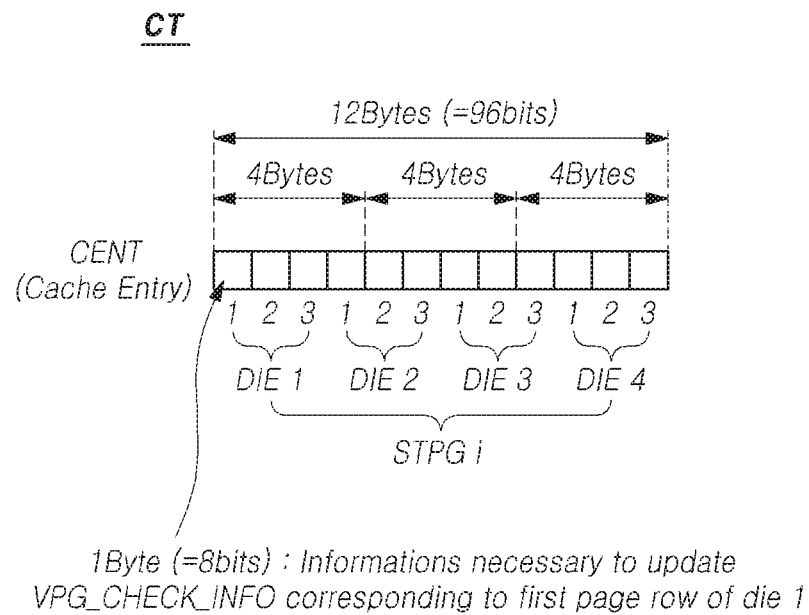 CT
12Bytes (=96bits)
4Bytes 4Bytes 4Bytes
CENT
(Cache Entry)
1 2 3 1 2 3 1 2 3 1 2 3
DIE 1 DIE 2 DIE 3 DIE 4
STPG i
1Byte (=8bits) : Informations necessary to update
VPG_CHECK_INFO corresponding to first page row of die 1